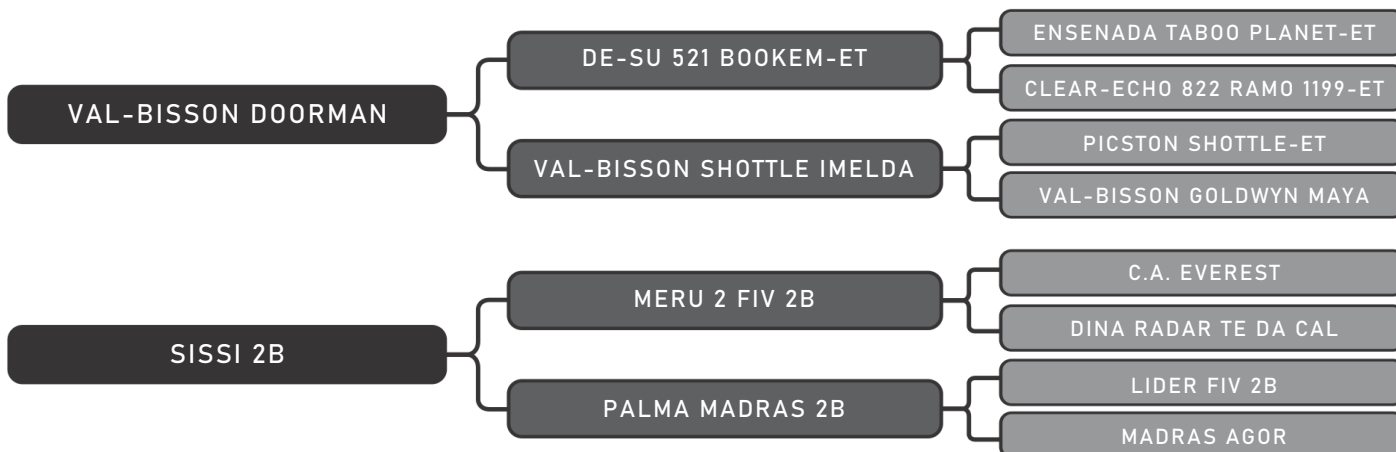 VAL-BISSON DOORMAN
DE-SU 521 BOOKEM-ET
ENSENADA TABOO PLANET-ET
CLEAR-ECHO 822 RAMO 1199-ET
VAL-BISSON SHOTTLE IMELDA
PICSTON SHOTTLE-ET
VAL-BISSON GOLDWYN MAYA
SISSI 2B
MERU 2 FIV 2B
C.A. EVEREST
DINA RADAR TE DA CAL
PALMA MADRAS 2B
LIDER FIV 2B
MADRAS AGOR